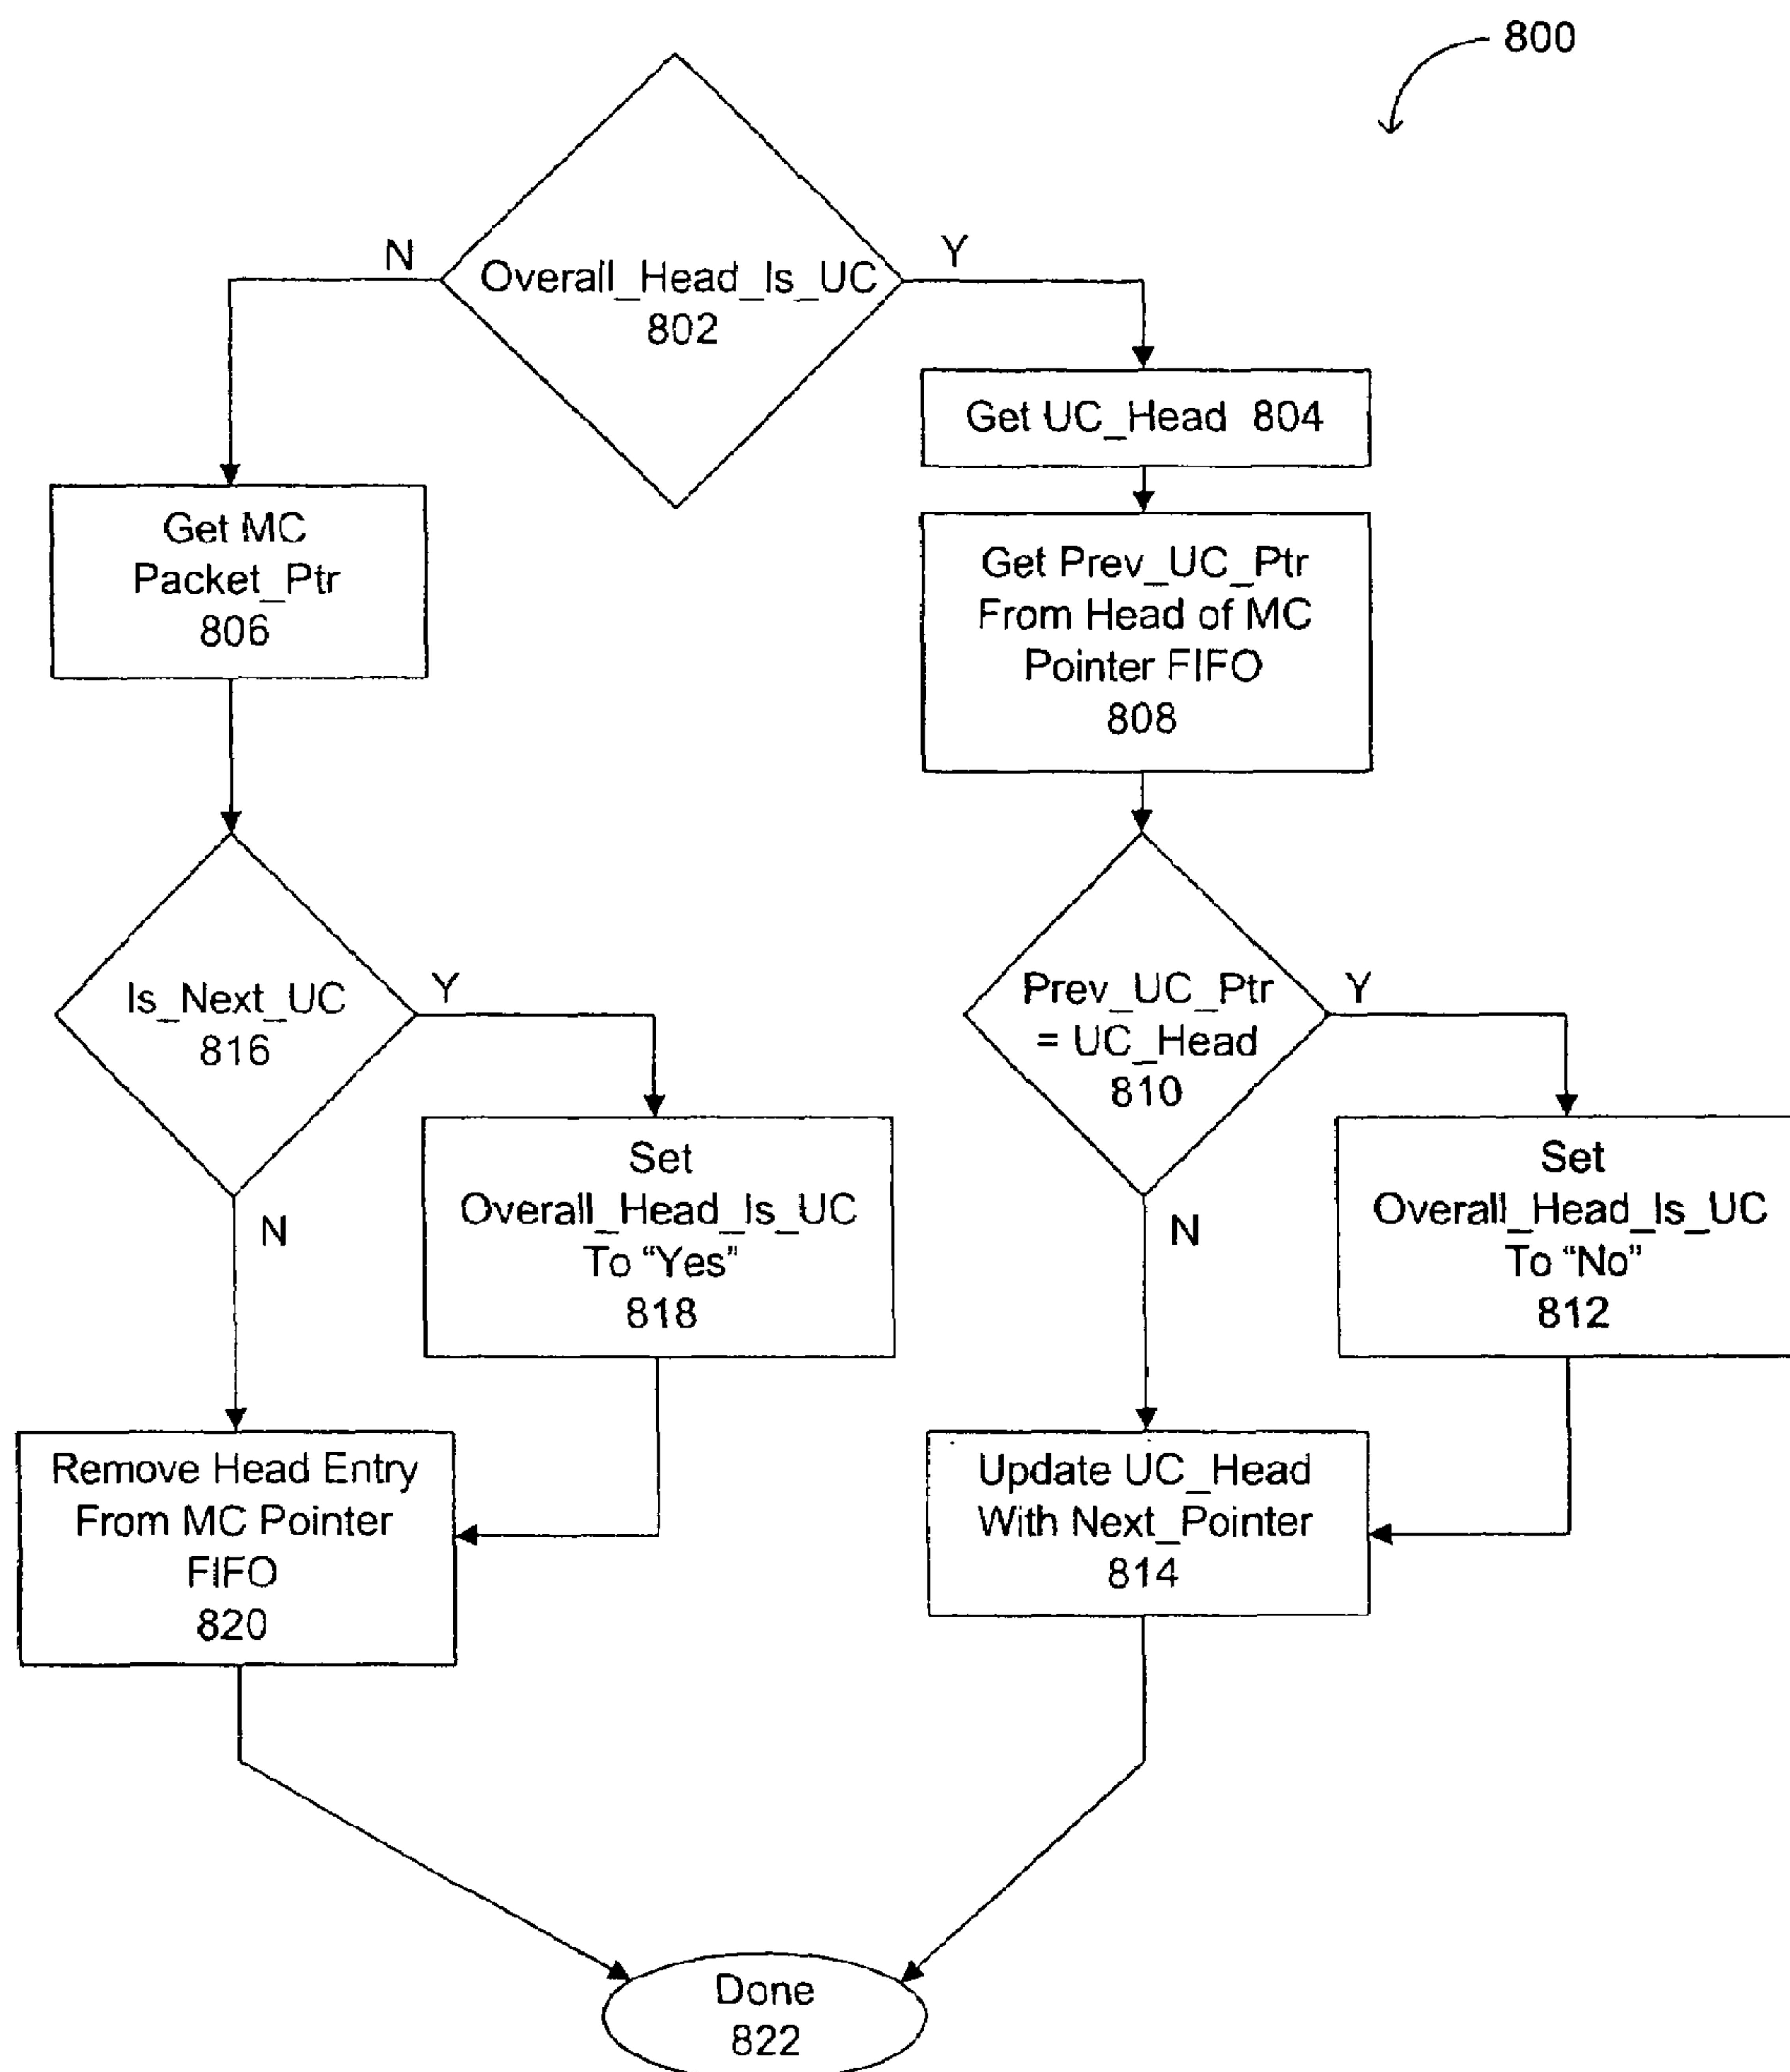 800
N
Y
Overall_Head_Is_UC
802
Get UC_Head 804
Get MC
Packet_Ptr
806
Get Prev_UC_Ptr
From Head of MC
Pointer FIFO
808
Is_Next_UC
816
Y
N
Prev_UC_Ptr
= UC_Head
810
Y
N
Set
Overall_Head_Is_UC
To “Yes”
818
Set
Overall_Head_Is_UC
To “No”
812
Remove Head Entry
From MC Pointer
FIFO
820
Update UC_Head
With Next_Pointer
814
Done
822